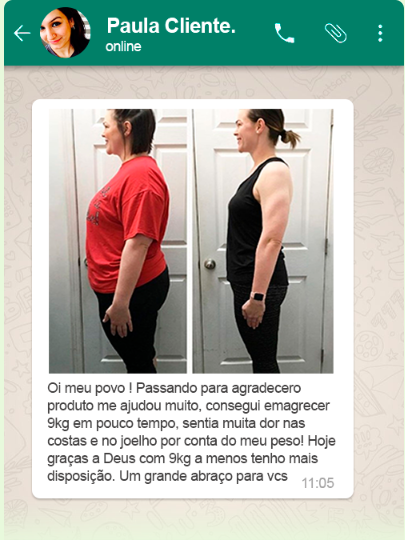 Paula Cliente.
online
Oi meu povo ! Passando para agradecero
produto me ajudou muito, consegui emagrecer
9kg em pouco tempo, sentia muita dor nas
costas e no joelho por conta do meu peso! Hoje
graças a Deus com 9kg a menos tenho mais
disposição. Um grande abraço para vcs
11:05